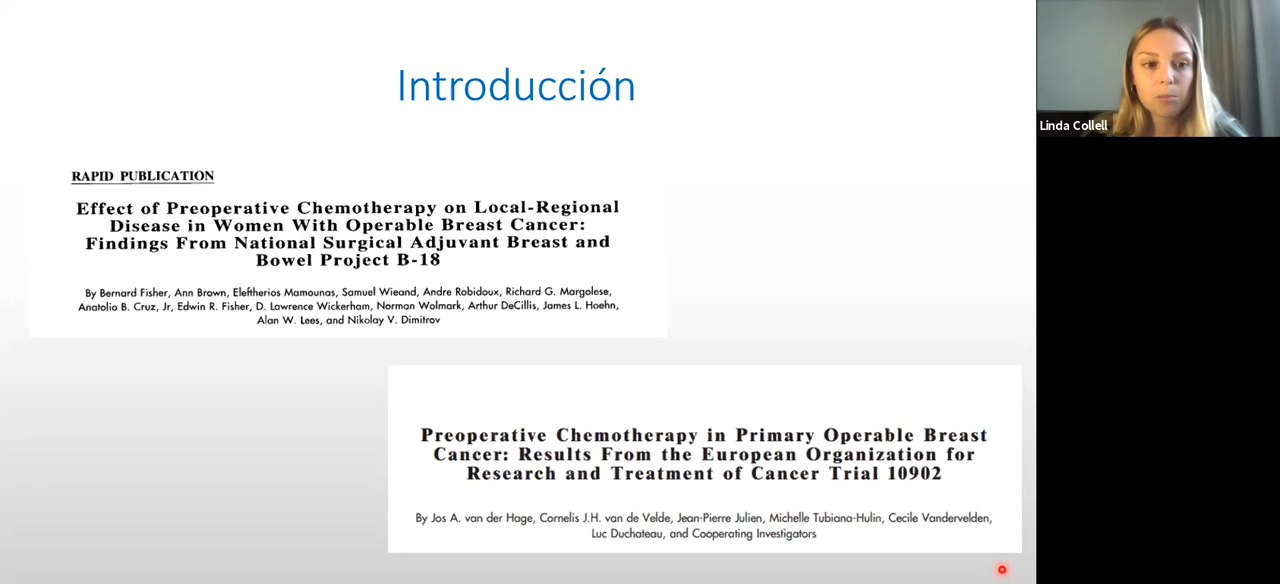 Introducción
RAPID PUBLICATION
Effect of Preoperative Chemotherapy on Local-Regional
Disease in Women With Operable Breast Cancer:
Findings From National Surgical Adjuvant Breast and
Bowel Project B-18
By Bernard Fisher, Ann Brown, Eleftherios Mamounas, Samuel Wieand, Andre Robidoux, Richard G. Margolese,
Anatolio B. Cruz, Jr, Edwin R. Fisher, D. Lawrence Wickerham, Norman Wolmark, Arthur DeCillis, James L. Hoehn,
Alan W. Lees, and Nikolay V. Dimitrov
Preoperative Chemotherapy in Primary Operable Breast
Cancer: Results From the European Organization for
Research and Treatment of Cancer Trial 10902
By Jos A. van der Hage, Cornelis J.H. van de Velde, Jean-Pierre Julien, Michelle Tubiana-Hulin, Cecile Vandervelden,
Luc Duchateau, and Cooperating Investigators
Linda Collell